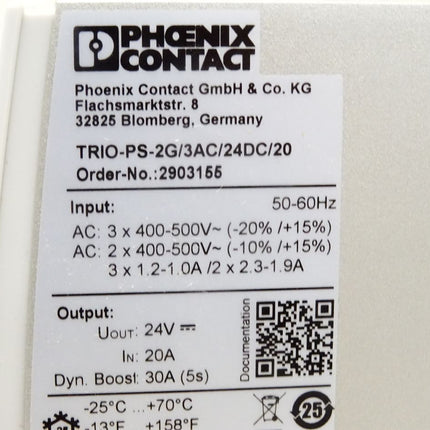 PHŒNIX
CONTACT
Phoenix Contact GmbH & Co. KG
Flachsmarktstr. 8
32825 Blomberg, Germany
TRIO-PS-2G/3AC/24DC/20
Order-No.:2903155
Input: 50-60Hz
AC: 3 x 400-500V~ (-20% /+15%)
AC: 2 x 400-500V~ (-10% /+15%)
3 x 1.2-1.0A /2 x 2.3-1.9A
Output:
UOUT: 24V ⎓
IN: 20A
Dyn. Boost: 30A (5s)
Documentation
-25°C ...+70°C
-13°F +158°F
25